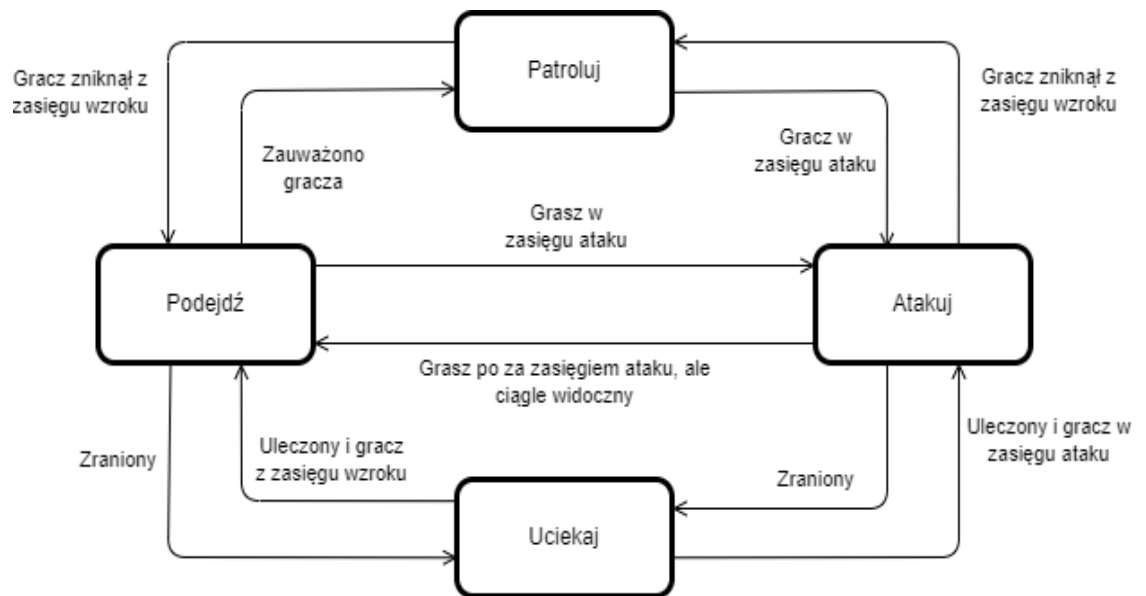 Patroluj
Gracz zniknął z
zasięgu wzroku
Gracz zniknął z
zasięgu wzroku
Zauważono
gracza
Gracz w
zasięgu ataku
Grasz w
zasięgu ataku
Podejdź
Atakuj
Grasz po za zasięgiem ataku, ale
ciągle widoczny
Zraniony
Uleczony i gracz
z zasięgu wzroku
Zraniony
Uleczony i gracz w
zasięgu ataku
Uciekaj